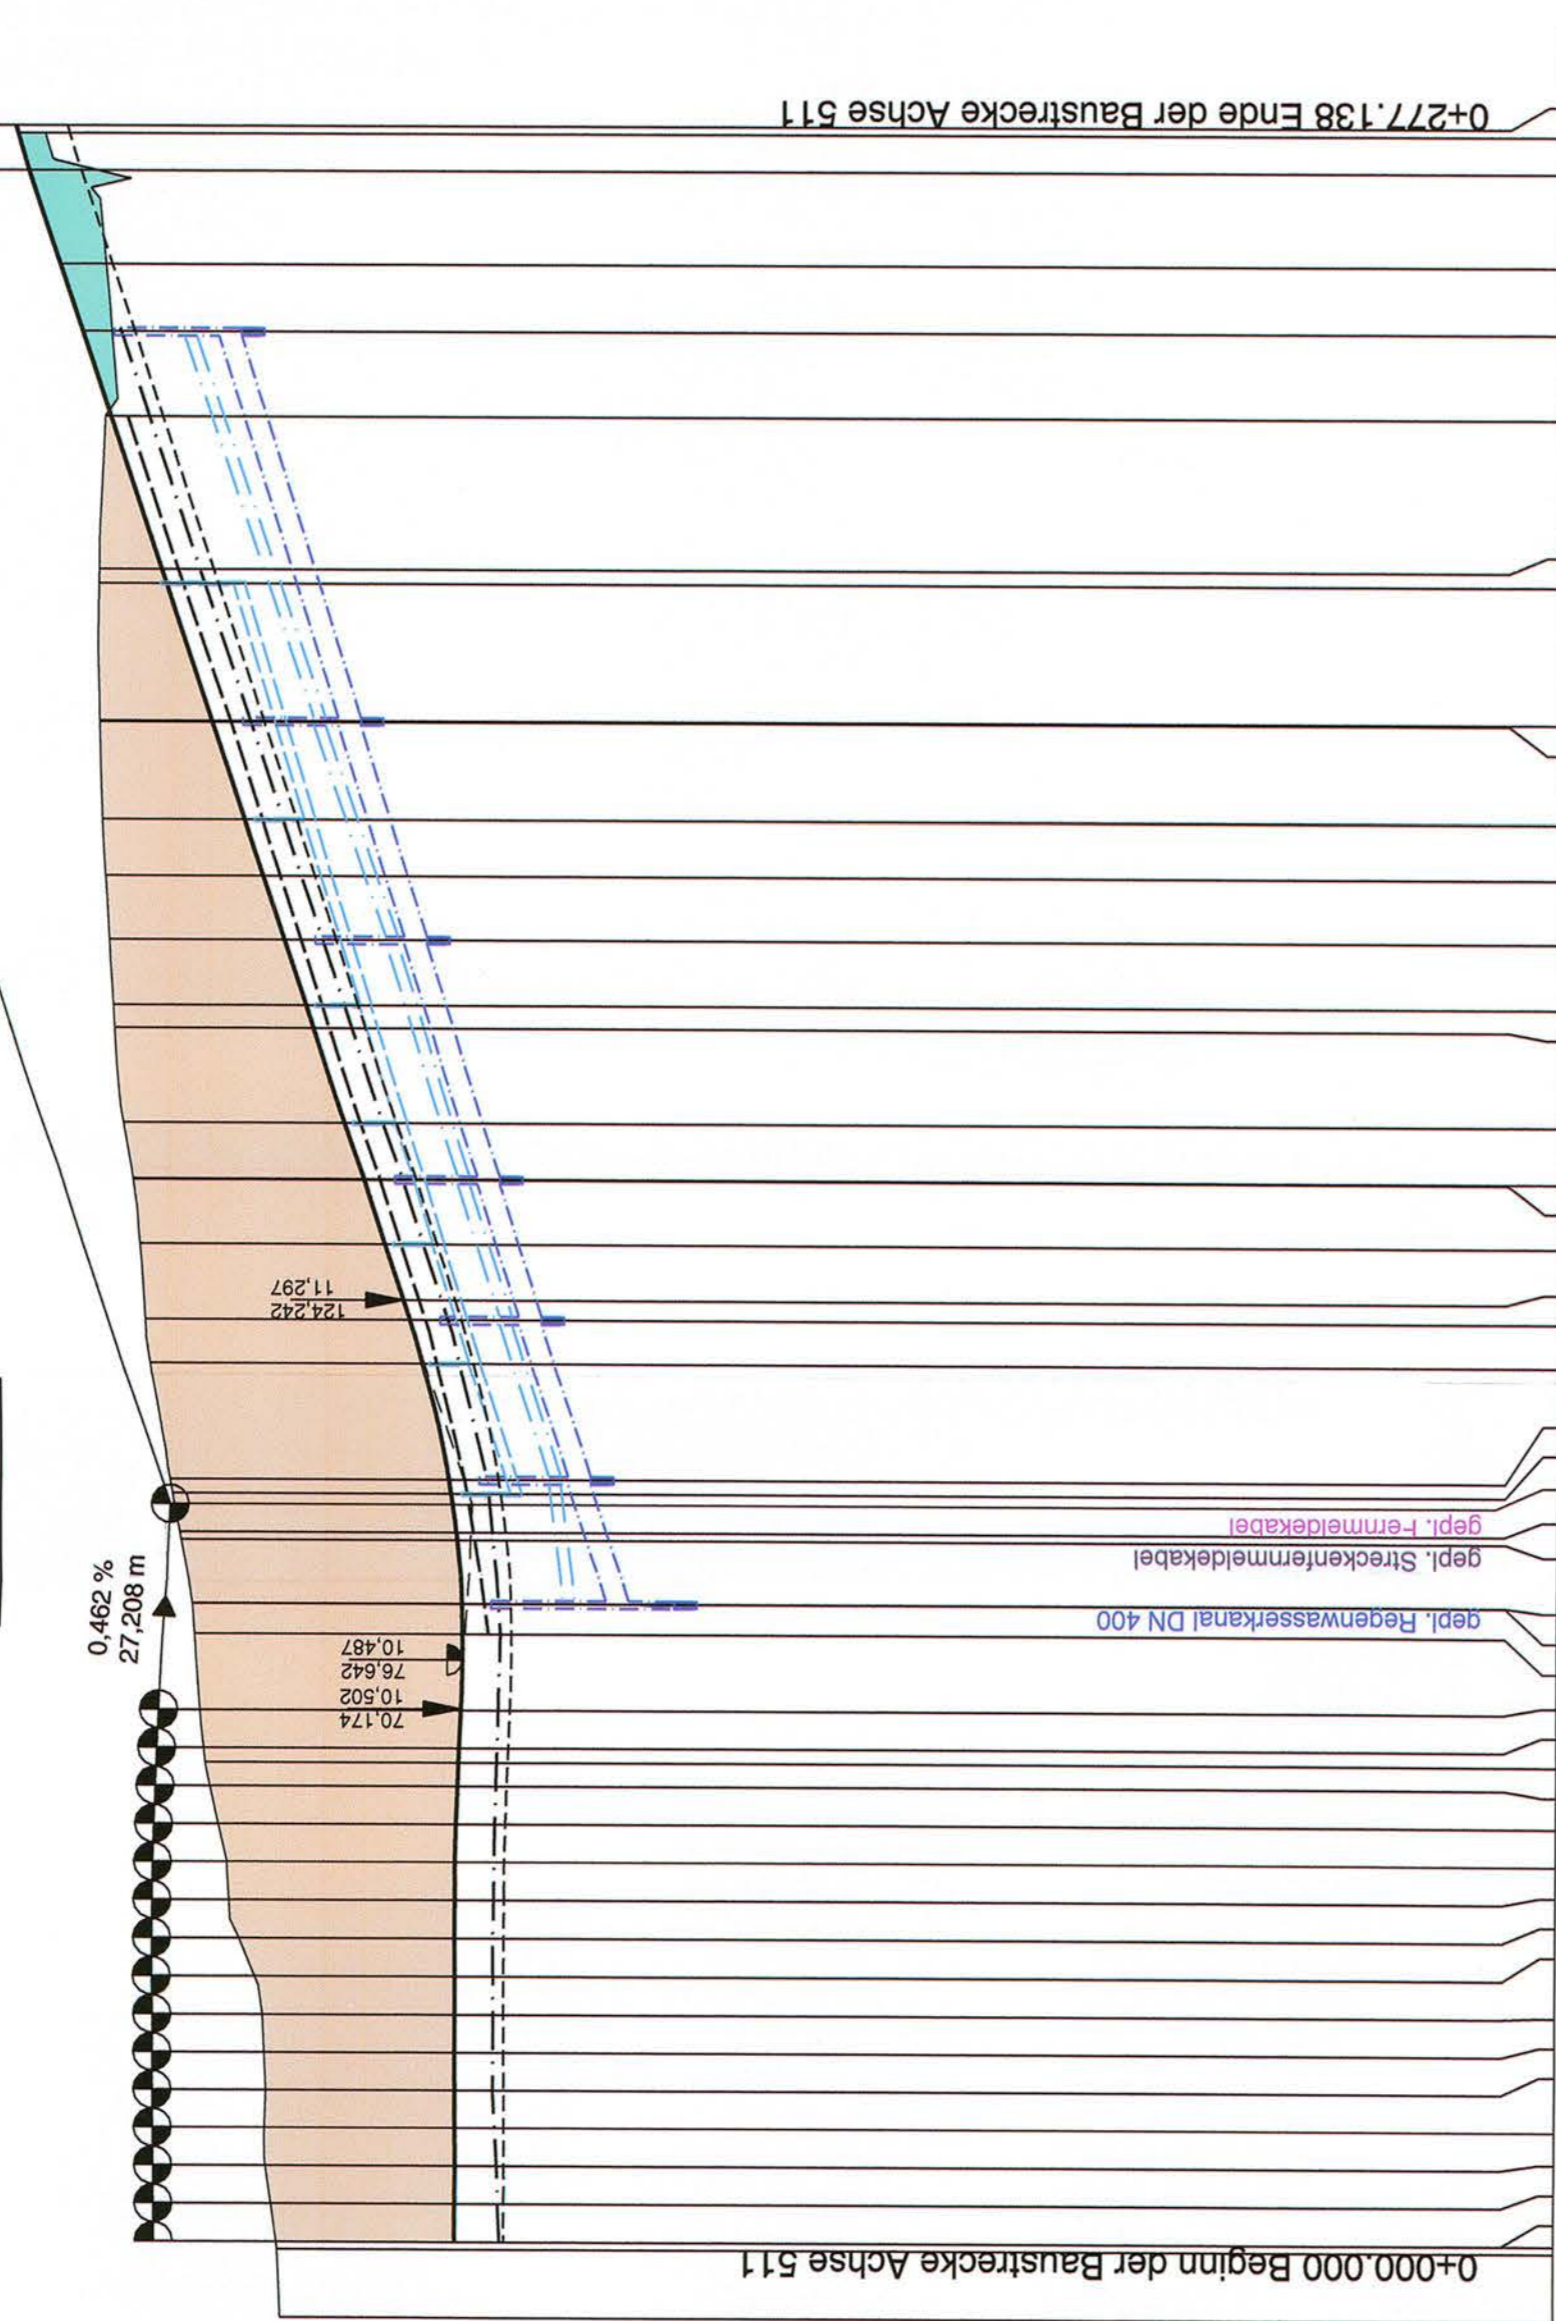 0+277.138 Ende der Baustrecke Achse 511
124,242
11,297
gepl. Fernmeldekabel
gepl. Streckenfernmeldekabel
gepl. Regenwasserkanal DN 400
0,462 %
27,208 m
76,642
10,487
70,174
10,502
0+000.000 Beginn der Baustrecke Achse 511